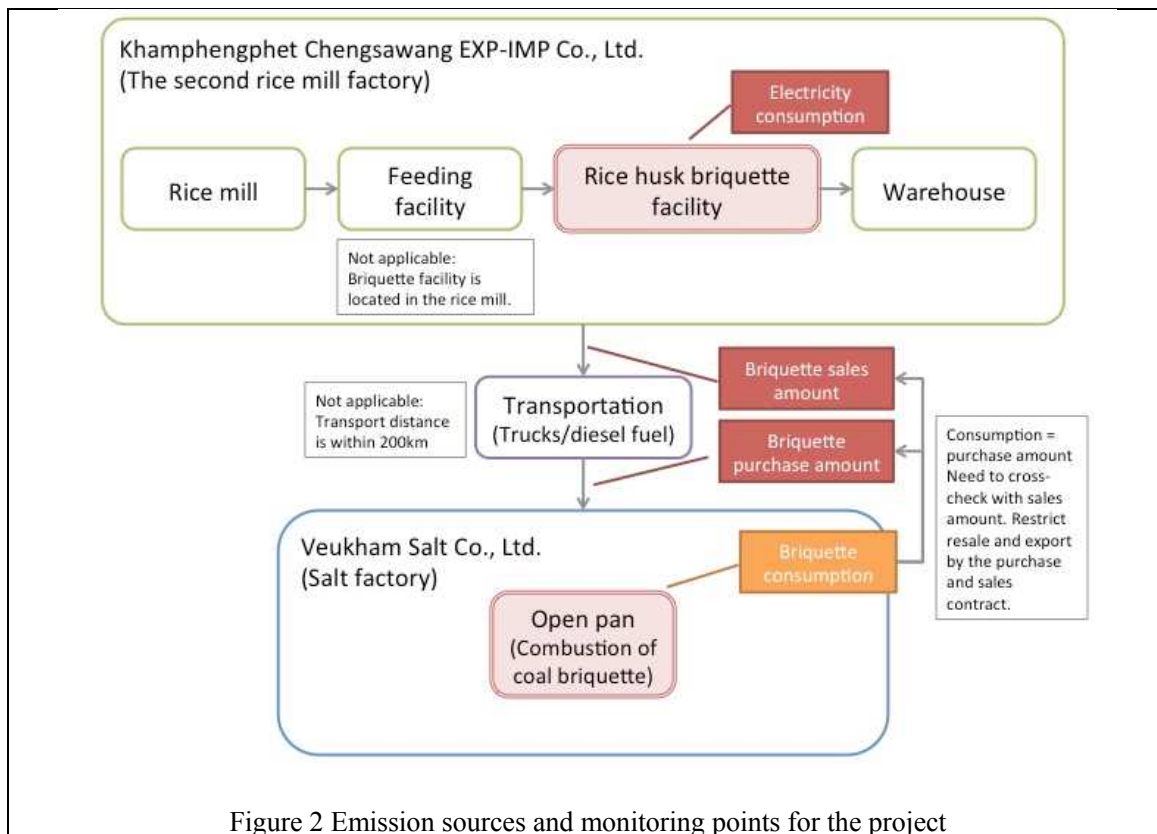 Khamphengphet Chengsawang EXP-IMP Co., Ltd.
(The second rice mill factory)
Electricity
consumption
Rice mill
Feeding
facility
Rice husk briquette
facility
Warehouse
Not applicable:
Briquette facility is
located in the rice mill.
Not applicable:
Transport distance
is within 200km
Transportation
(Trucks/diesel fuel)
Briquette sales
amount
Briquette
purchase amount
Consumption =
purchase amount
Need to cross-
check with sales
amount. Restrict
resale and export
by the purchase
and sales
contract.
Veukham Salt Co., Ltd.
(Salt factory)
Briquette
consumption
Open pan
(Combustion of
coal briquette)
Figure 2 Emission sources and monitoring points for the project